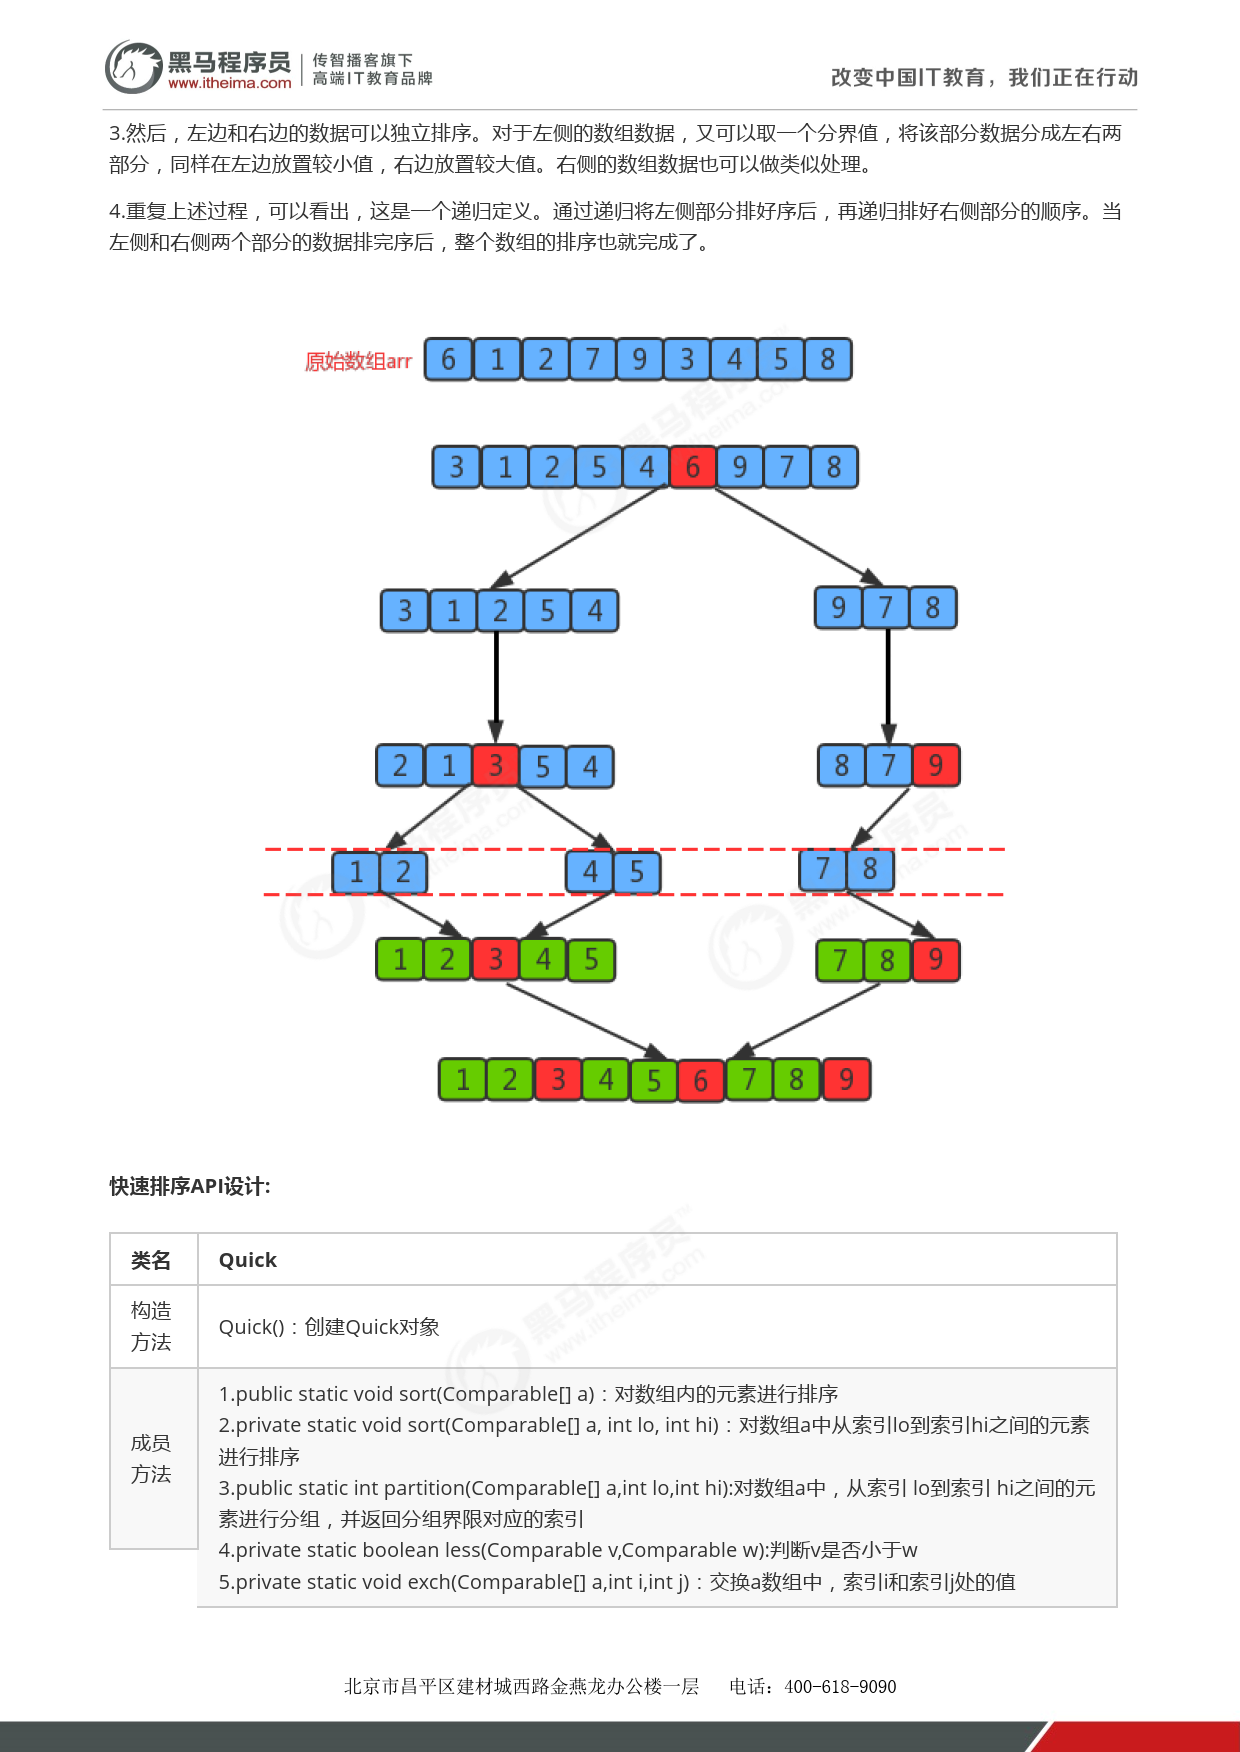 黑马程序员
www.itheima.com
传智播客旗下
高端IT教育品牌
改变中国IT教育，我们正在行动
3.然后，左边和右边的数据可以独立排序。对于左侧的数组数据，又可以取一个分界值，将该部分数据分成左右两
部分，同样在左边放置较小值，右边放置较大值。右侧的数组数据也可以做类似处理。
4.重复上述过程，可以看出，这是一个递归定义。通过递归将左侧部分排好序后，再递归排好右侧部分的顺序。当
左侧和右侧两个部分的数据排完序后，整个数组的排序也就完成了。
原始数组arr 6 1 2 7 9 3 4 5 8
3 1 2 5 4 6 9 7 8
3 1 2 5 4 9 7 8
2 1 3 5 4 8 7 9
1 2 4 5 7 8
1 2 3 4 5 7 8 9
1 2 3 4 5 6 7 8 9
快速排序API设计:
类名 Quick
构造
方法
Quick()：创建Quick对象
成员
方法
1.public static void sort(Comparable[] a)：对数组内的元素进行排序
2.private static void sort(Comparable[] a, int lo, int hi)：对数组a中从索引lo到索引hi之间的元素
进行排序
3.public static int partition(Comparable[] a,int lo,int hi):对数组a中，从索引 lo到索引 hi之间的元
素进行分组，并返回分组界限对应的索引
4.private static boolean less(Comparable v,Comparable w):判断v是否小于w
5.private static void exch(Comparable[] a,int i,int j)：交换a数组中，索引i和索引j处的值
北京市昌平区建材城西路金燕龙办公楼一层 电话：400-618-9090